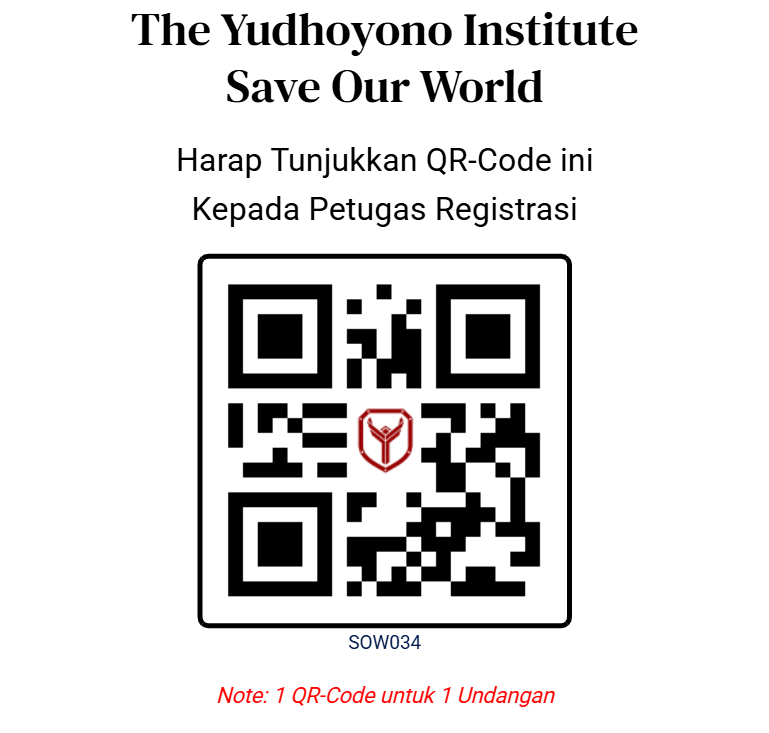 The Yudhoyono Institute
Save Our World
Harap Tunjukkan QR-Code ini
Kepada Petugas Registrasi
SOW034
Note: 1 QR-Code untuk 1 Undangan